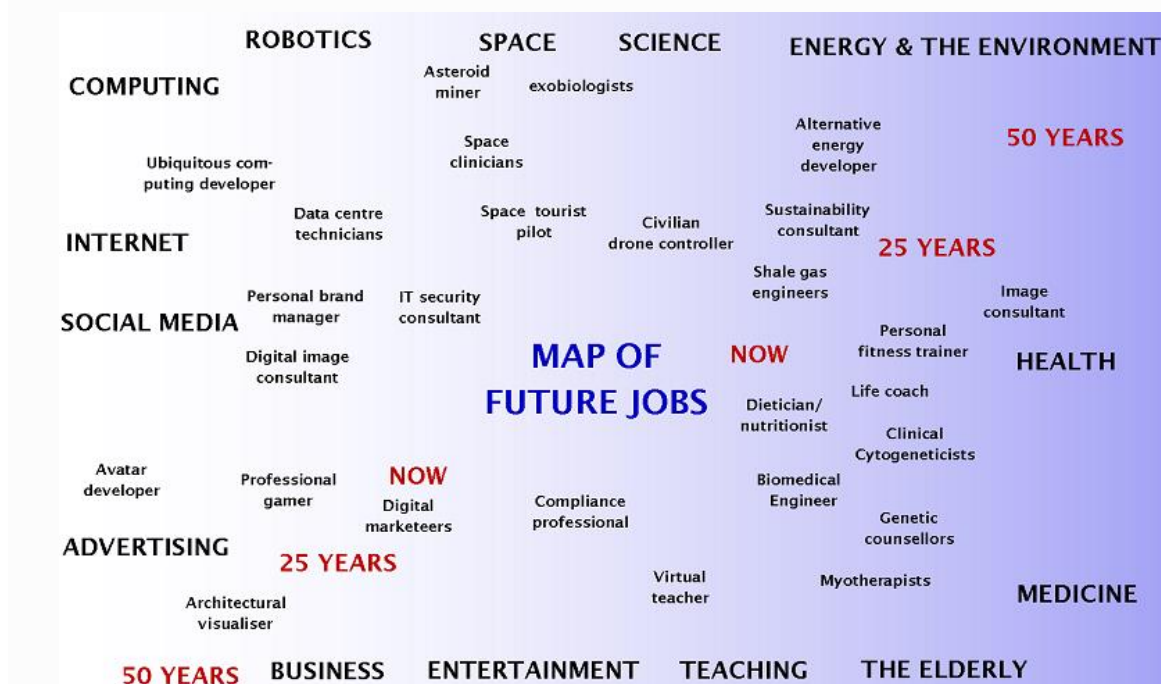 ROBOTICS
SPACE
SCIENCE
ENERGY & THE ENVIRONMENT
COMPUTING
Asteroid
miner
exobiologists
Alternative
energy
developer
50 YEARS
Space
clinicians
Ubiquitous com-
puting developer
Data centre
technicians
Space tourist
pilot
Civilian
drone controller
Sustainability
consultant
INTERNET
25 YEARS
Shale gas
engineers
Image
consultant
Personal brand
manager
IT security
consultant
SOCIAL MEDIA
Personal
fitness trainer
Digital image
consultant
MAP OF
FUTURE JOBS
NOW
HEALTH
Life coach
Dietician/
nutritionist
Clinical
Cytogeneticists
Avatar
developer
Professional
gamer
NOW
Digital
marketeers
Compliance
professional
Biomedical
Engineer
Genetic
counsellors
ADVERTISING
25 YEARS
Virtual
teacher
Myotherapists
MEDICINE
Architectural
visualiser
50 YEARS
BUSINESS
ENTERTAINMENT
TEACHING
THE ELDERLY